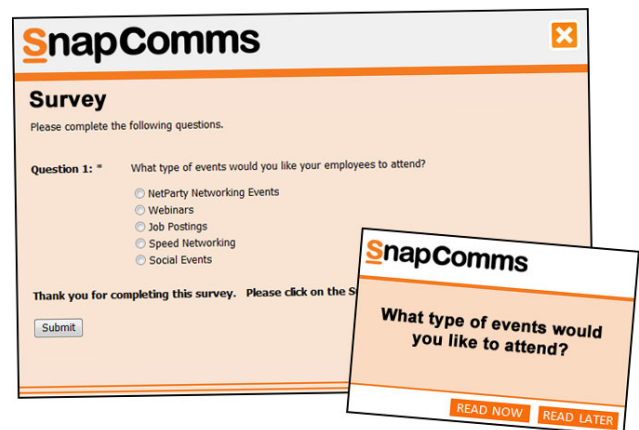 SnapComms
Survey
Please complete the following questions.
Question 1: * What type of events would you like your employees to attend?
NetParty Networking Events
Webinars
Job Postings
Speed Networking
Social Events
Thank you for completing this survey. Please click on the
Submit
SnapComms
What type of events would
you like to attend?
READ NOW READ LATER